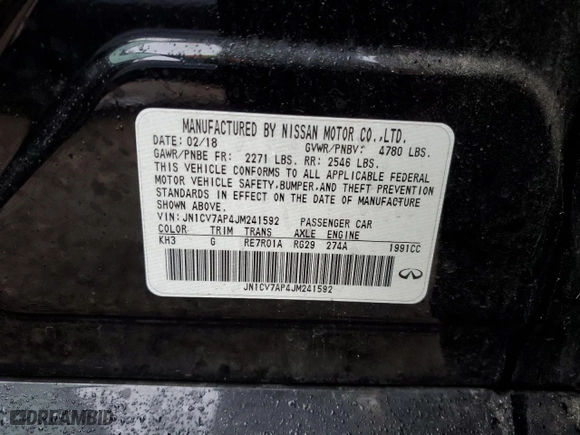 MANUFACTURED BY NISSAN MOTOR CO.,LTD.
DATE: 02/18 GVWR/PNBV: 4780 LBS.
GAWR/PNBE FR: 2271 LBS. RR: 2546 LBS.
THIS VEHICLE CONFORMS TO ALL APPLICABLE FEDERAL
MOTOR VEHICLE SAFETY,BUMPER,AND THEFT PREVENTION
STANDARDS IN EFFECT ON THE DATE OF MANUFACTURE
SHOWN ABOVE.
VIN: JN1CV7AP4JM241592 PASSENGER CAR
COLOR TRIM TRANS AXLE ENGINE
KH3 G RE7R01A RG29 274A 1991CC
JN1CV7AP4JM241592
INFINITI
DREAMBID